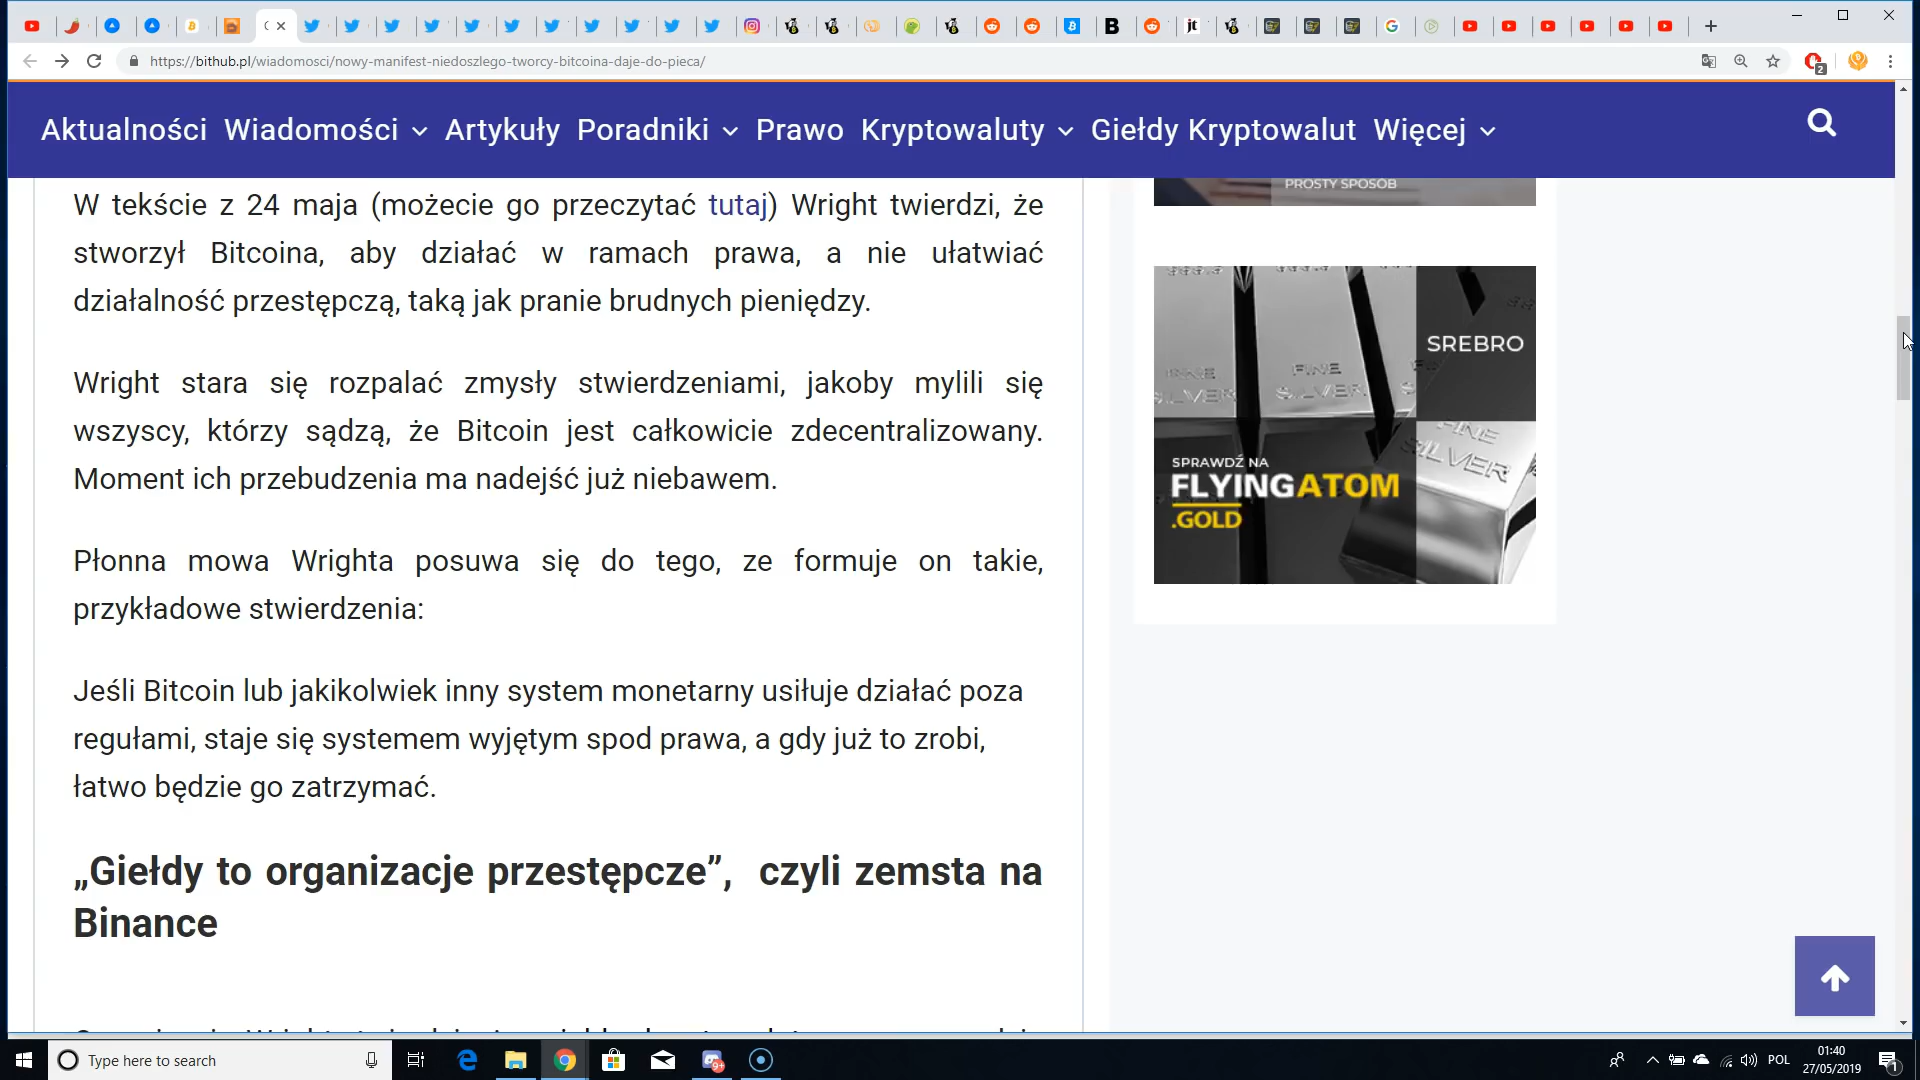 https://bithub.pl/wiadomosci/nowy-manifest-niedoszlego-tworcy-bitcoina-daje-do-pieca/
2
Aktualności Wiadomości Artykuły Poradniki Prawo Kryptowaluty Giełdy Kryptowalut Więcej
W tekście z 24 maja (możecie go przeczytać tutaj) Wright twierdzi, że
stworzył Bitcoina, aby działać w ramach prawa, a nie ułatwiać
działalność przestępczą, taką jak pranie brudnych pieniędzy.
Wright stara się rozpalać zmysły stwierdzeniami, jakoby mylili się
wszyscy, którzy sądzą, że Bitcoin jest całkowicie zdecentralizowany.
Moment ich przebudzenia ma nadejść już niebawem.
Płonna mowa Wrighta posuwa się do tego, ze formuje on takie,
przykładowe stwierdzenia:
Jeśli Bitcoin lub jakikolwiek inny system monetarny usiłuje działać poza
regułami, staje się systemem wyjętym spod prawa, a gdy już to zrobi,
łatwo będzie go zatrzymać.
„Giełdy to organizacje przestępcze”, czyli zemsta na
Binance
PROSTY SPOSÓB
SREBRO
FINE
SILVER
FINE
SILVER
SPRAWDŹ NA
FLYINGATOM
.GOLD
Type here to search
9+
POL
01:40
27/05/2019
1